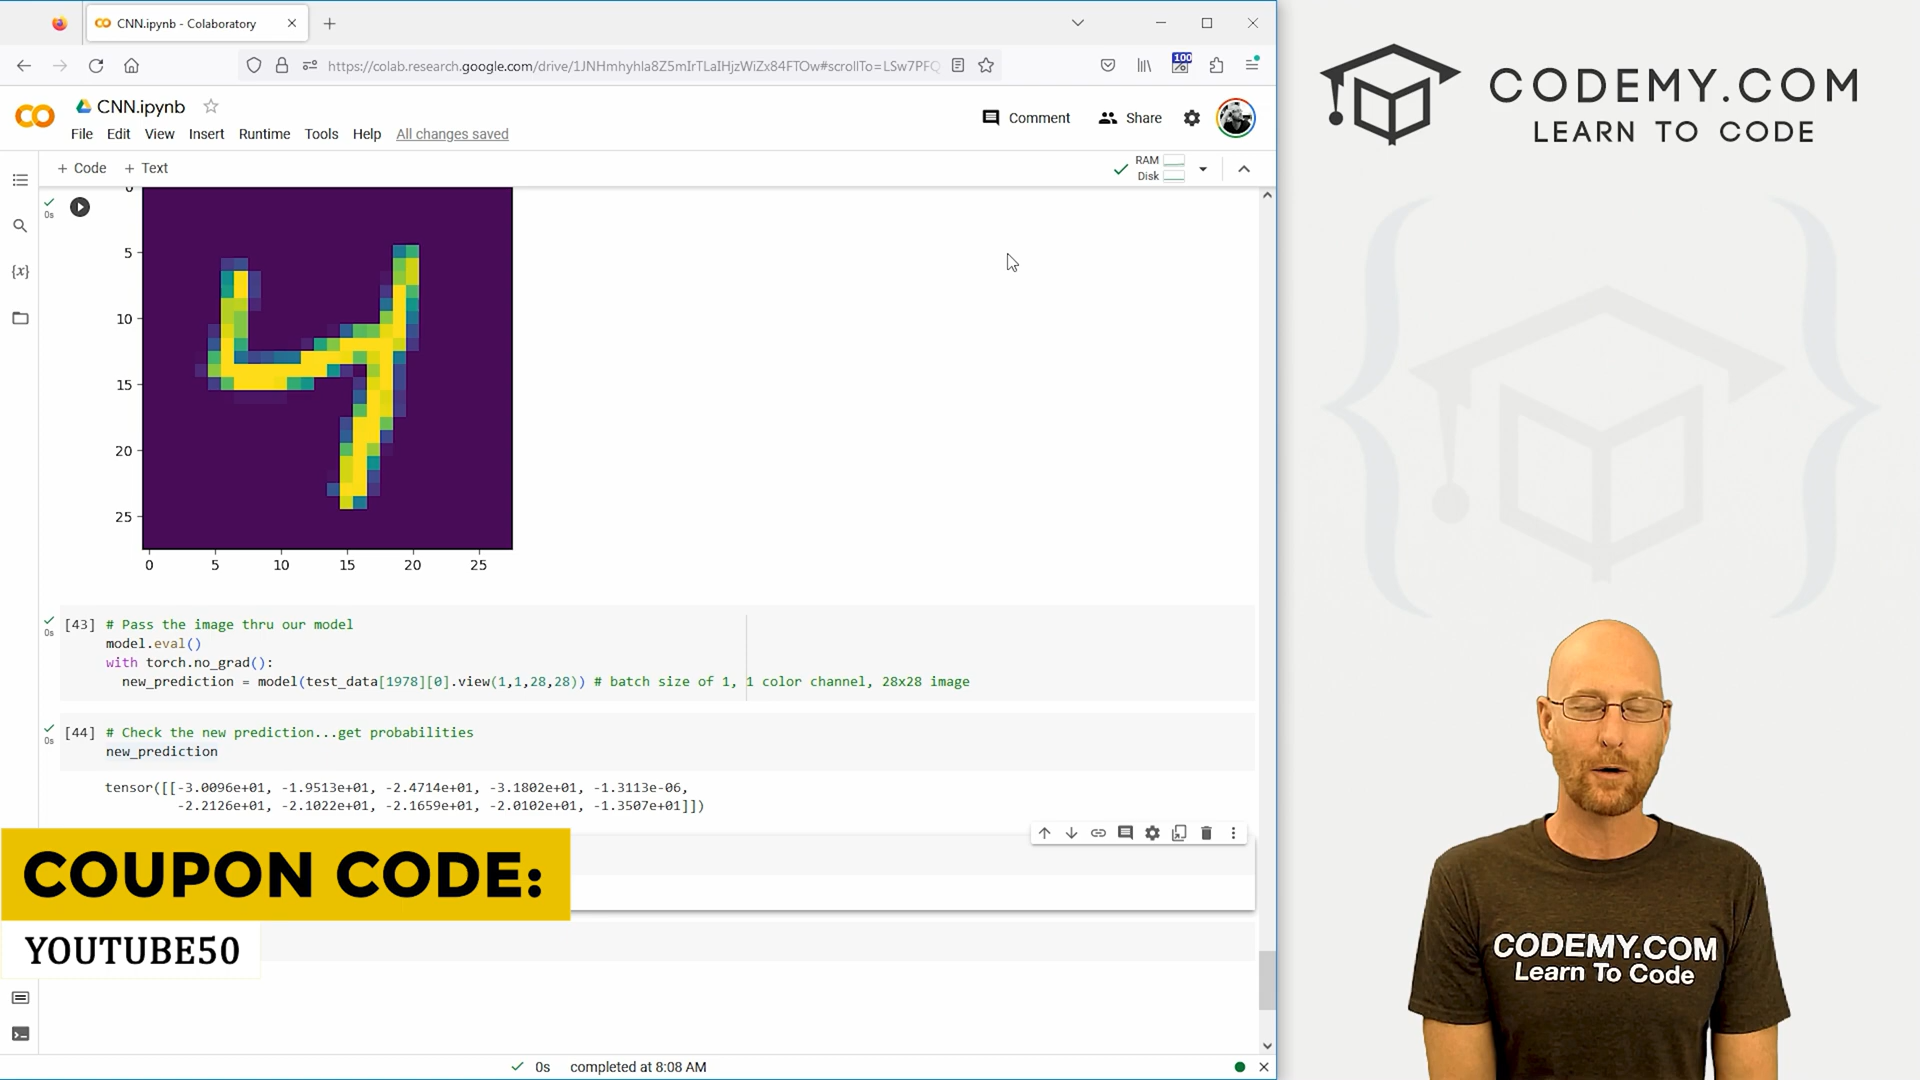 CNN.ipynb - Colaboratory
https://colab.research.google.com/drive/1JNHmhyhla8Z5mIrTLaIHjzWiZx84FTOw#scrollTo=LSw7PFQ
100
%
CNN.ipynb
File Edit View Insert Runtime Tools Help All changes saved
Comment
Share
+ Code + Text
RAM
Disk
{x}
0s
0
5
10
15
20
25
0 5 10 15 20 25
0s
[43] # Pass the image thru our model
model.eval()
with torch.no_grad():
new_prediction = model(test_data[1978][0].view(1,1,28,28)) # batch size of 1, 1 color channel, 28x28 image
0s
[44] # Check the new prediction...get probabilities
new_prediction
tensor([[-3.0096e+01, -1.9513e+01, -2.4714e+01, -3.1802e+01, -1.3113e-06,
-2.2126e+01, -2.1022e+01, -2.1659e+01, -2.0102e+01, -1.3507e+01]])
COUPON CODE:
YOUTUBE50
0s completed at 8:08 AM
CODEMY.COM
LEARN TO CODE
CODEMY.COM
Learn To Code